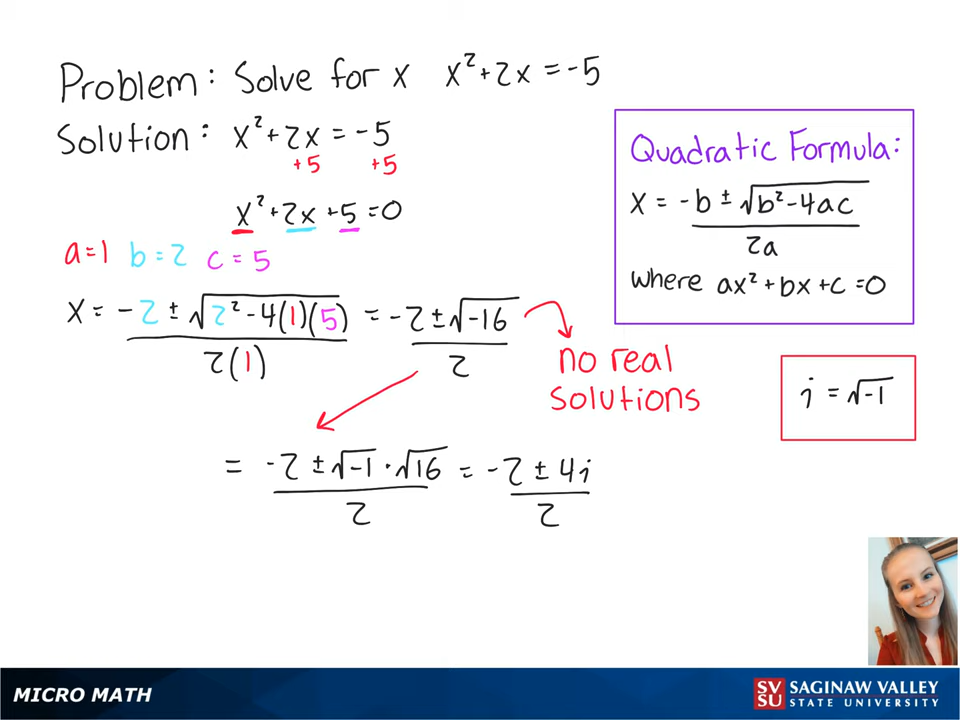 Problem: Solve for x x² + 2x = -5
Solution: x² + 2x = -5
+5 +5
x² + 2x + 5 = 0
a = 1 b = 2 c = 5
x = -2 ± √(2² - 4(1)(5)) / 2(1) = -2 ± √-16 / 2
no real
solutions
= -2 ± √-1 · √16 / 2 = -2 ± 4i / 2
Quadratic Formula:
x = -b ± √(b² - 4ac) / 2a
where ax² + bx + c = 0
i = √-1
MICRO MATH
SV
SU
SAGINAW VALLEY
STATE UNIVERSITY